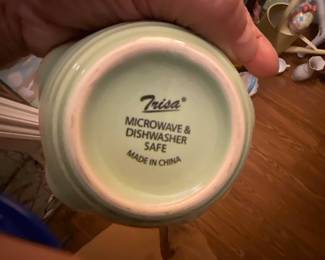 Trisa®
MICROWAVE &
DISHWASHER
SAFE
MADE IN CHINA